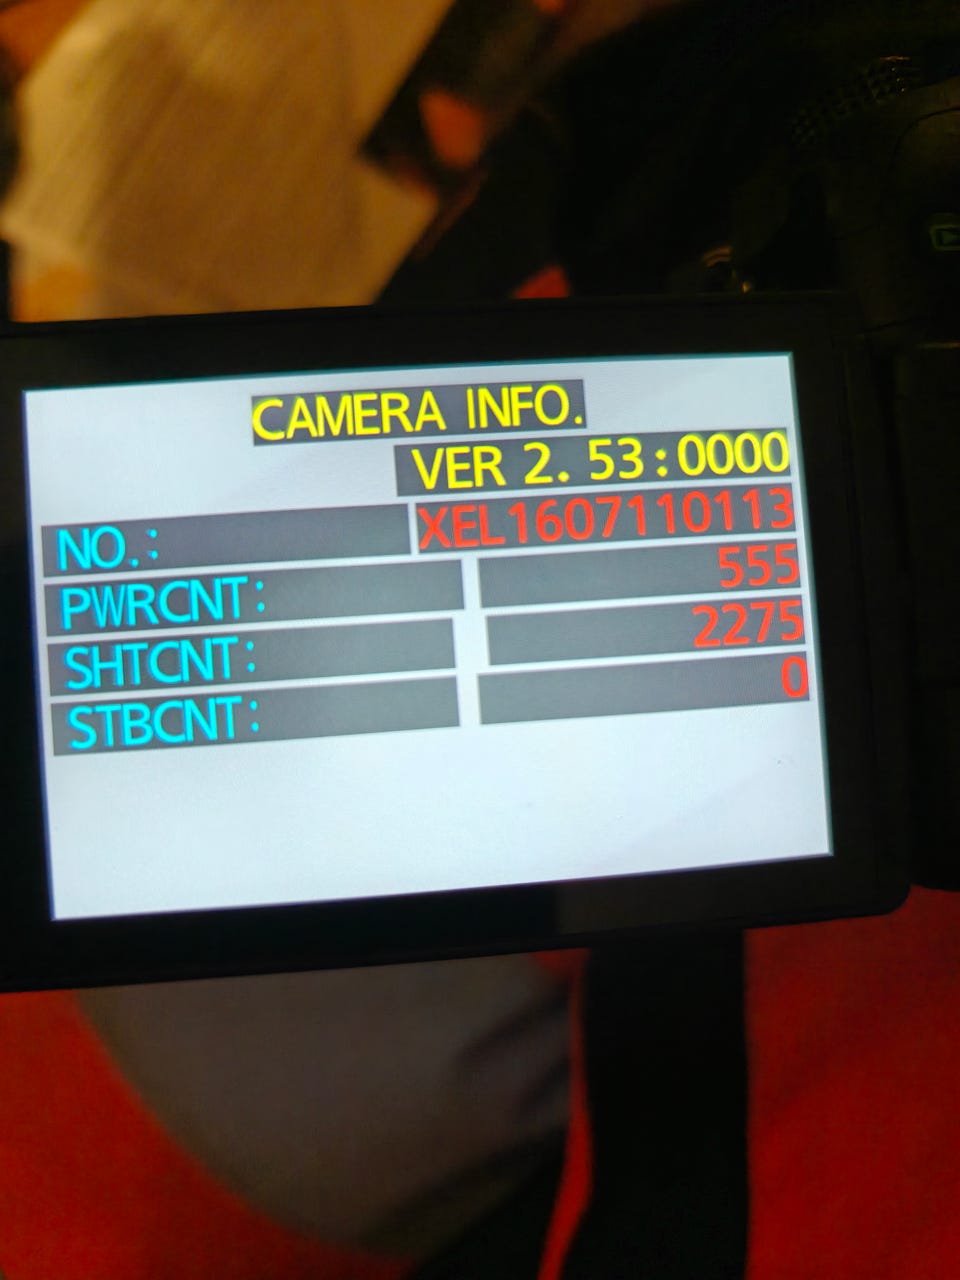 CAMERA INFO.
VER 2. 53:0000
NO.: XEL1607110113
PWRCNT: 555
SHTCNT: 2275
STBCNT: 0